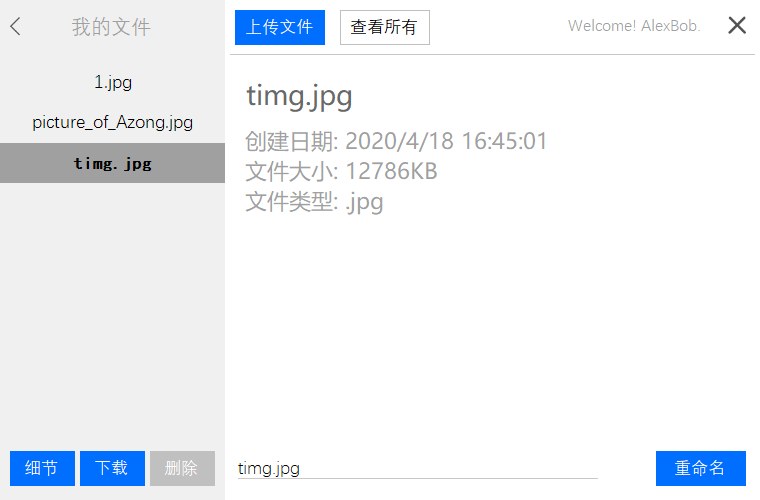 我的文件
1.jpg
picture_of_Azong.jpg
timg.jpg
细节 下载 删除
上传文件 查看所有 Welcome! AlexBob.
timg.jpg
创建日期: 2020/4/18 16:45:01
文件大小: 12786KB
文件类型: .jpg
timg.jpg 重命名